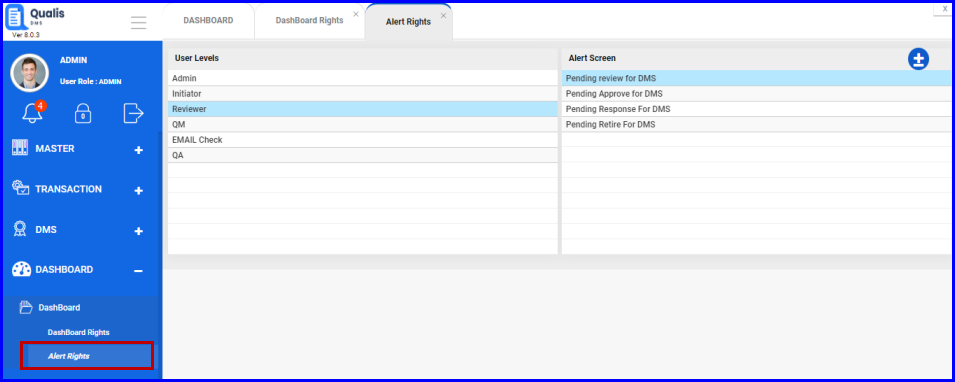 Qualis
DMS
Ver 8.0.3
DASHBOARD
DashBoard Rights
Alert Rights
X
ADMIN
User Role : ADMIN
4
0
MASTER
TRANSACTION
DMS
DASHBOARD
DashBoard
DashBoard Rights
Alert Rights
User Levels
Admin
Initiator
Reviewer
QM
EMAIL Check
QA
Alert Screen
Pending review for DMS
Pending Approve for DMS
Pending Response For DMS
Pending Retire For DMS